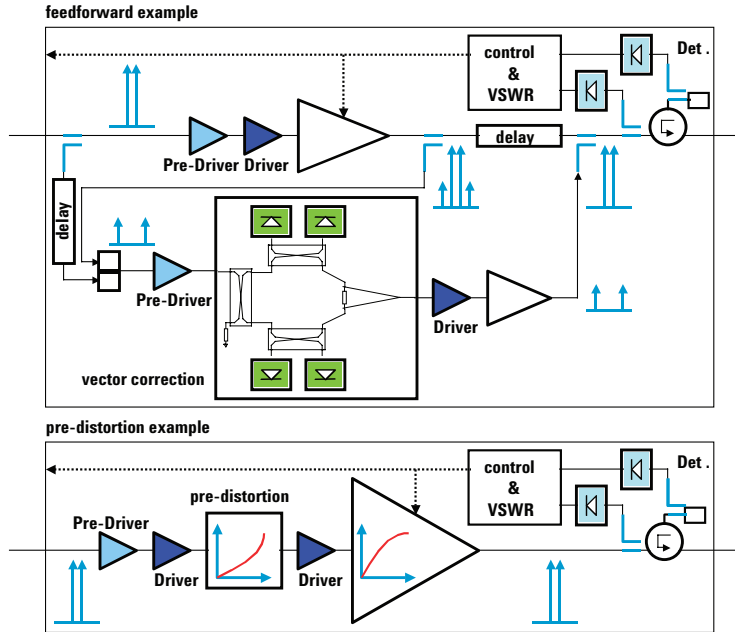 feedforward example
control
&
VSWR
Det .
Pre-Driver
Driver
delay
delay
Pre-Driver
Driver
vector correction
pre-distortion example
control
&
VSWR
Det .
pre-distortion
Pre-Driver
Driver
Driver